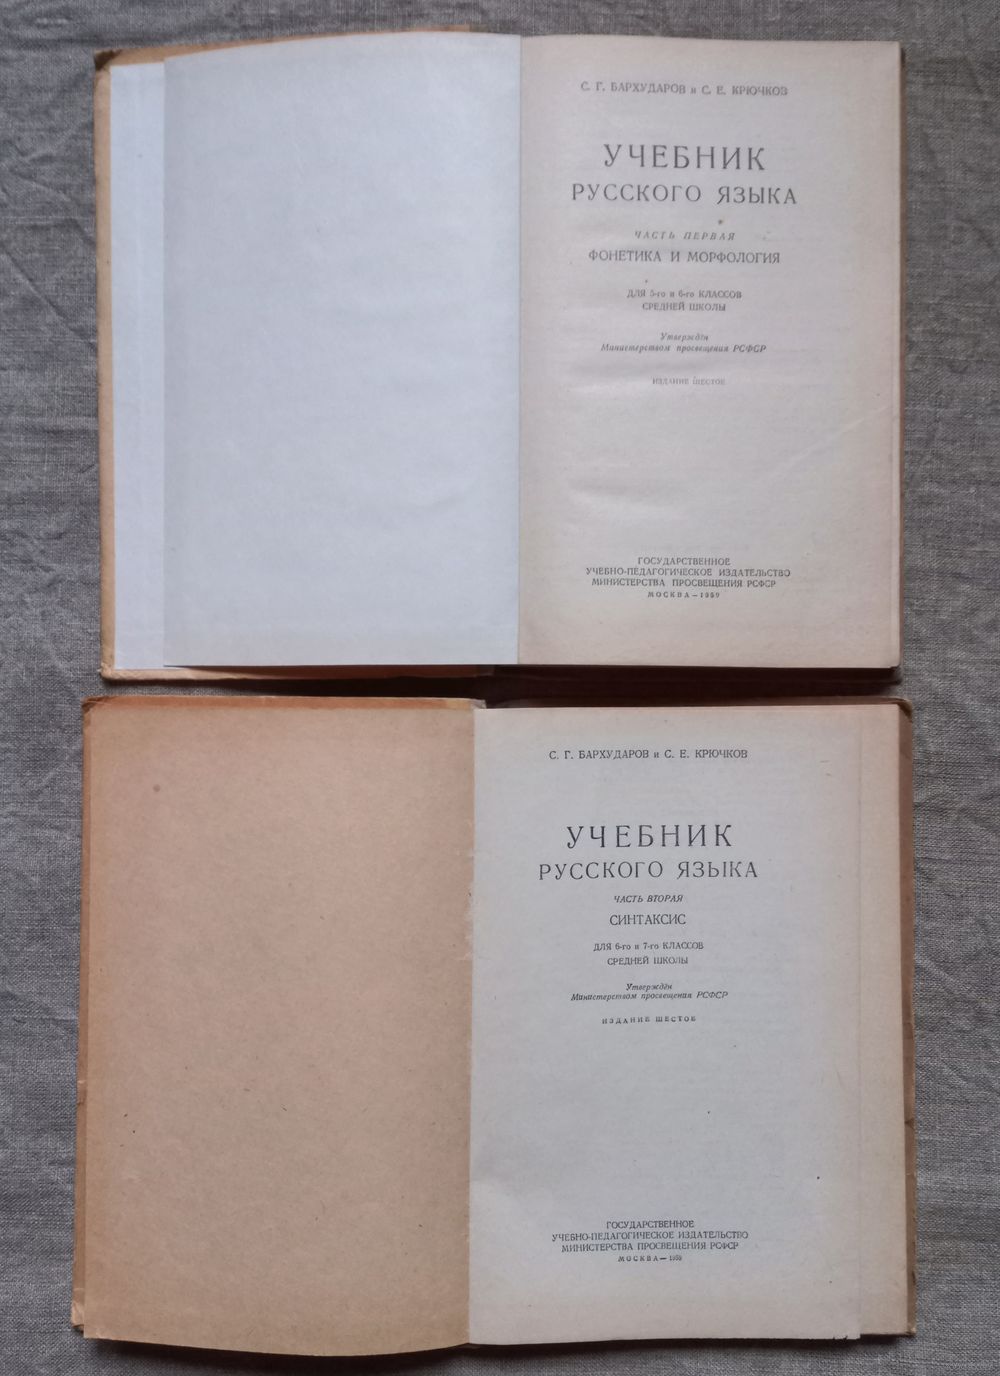 С. Г. БАРХУДАРОВ и С. Е. КРЮЧКОВ
УЧЕБНИК
РУССКОГО ЯЗЫКА
ЧАСТЬ ПЕРВАЯ
ФОНЕТИКА И МОРФОЛОГИЯ
ДЛЯ 5-го и 6-го КЛАССОВ
СРЕДНЕЙ ШКОЛЫ
Утверждён
Министерством просвещения РСФСР
ИЗДАНИЕ ШЕСТОЕ
ГОСУДАРСТВЕННОЕ
УЧЕБНО-ПЕДАГОГИЧЕСКОЕ ИЗДАТЕЛЬСТВО
МИНИСТЕРСТВА ПРОСВЕЩЕНИЯ РСФСР
МОСКВА — 1959
С. Г. БАРХУДАРОВ и С. Е. КРЮЧКОВ
УЧЕБНИК
РУССКОГО ЯЗЫКА
ЧАСТЬ ВТОРАЯ
СИНТАКСИС
ДЛЯ 6-го и 7-го КЛАССОВ
СРЕДНЕЙ ШКОЛЫ
Утверждён
Министерством просвещения РСФСР
ИЗДАНИЕ ШЕСТОЕ
ГОСУДАРСТВЕННОЕ
УЧЕБНО-ПЕДАГОГИЧЕСКОЕ ИЗДАТЕЛЬСТВО
МИНИСТЕРСТВА ПРОСВЕЩЕНИЯ РСФСР
МОСКВА — 1959